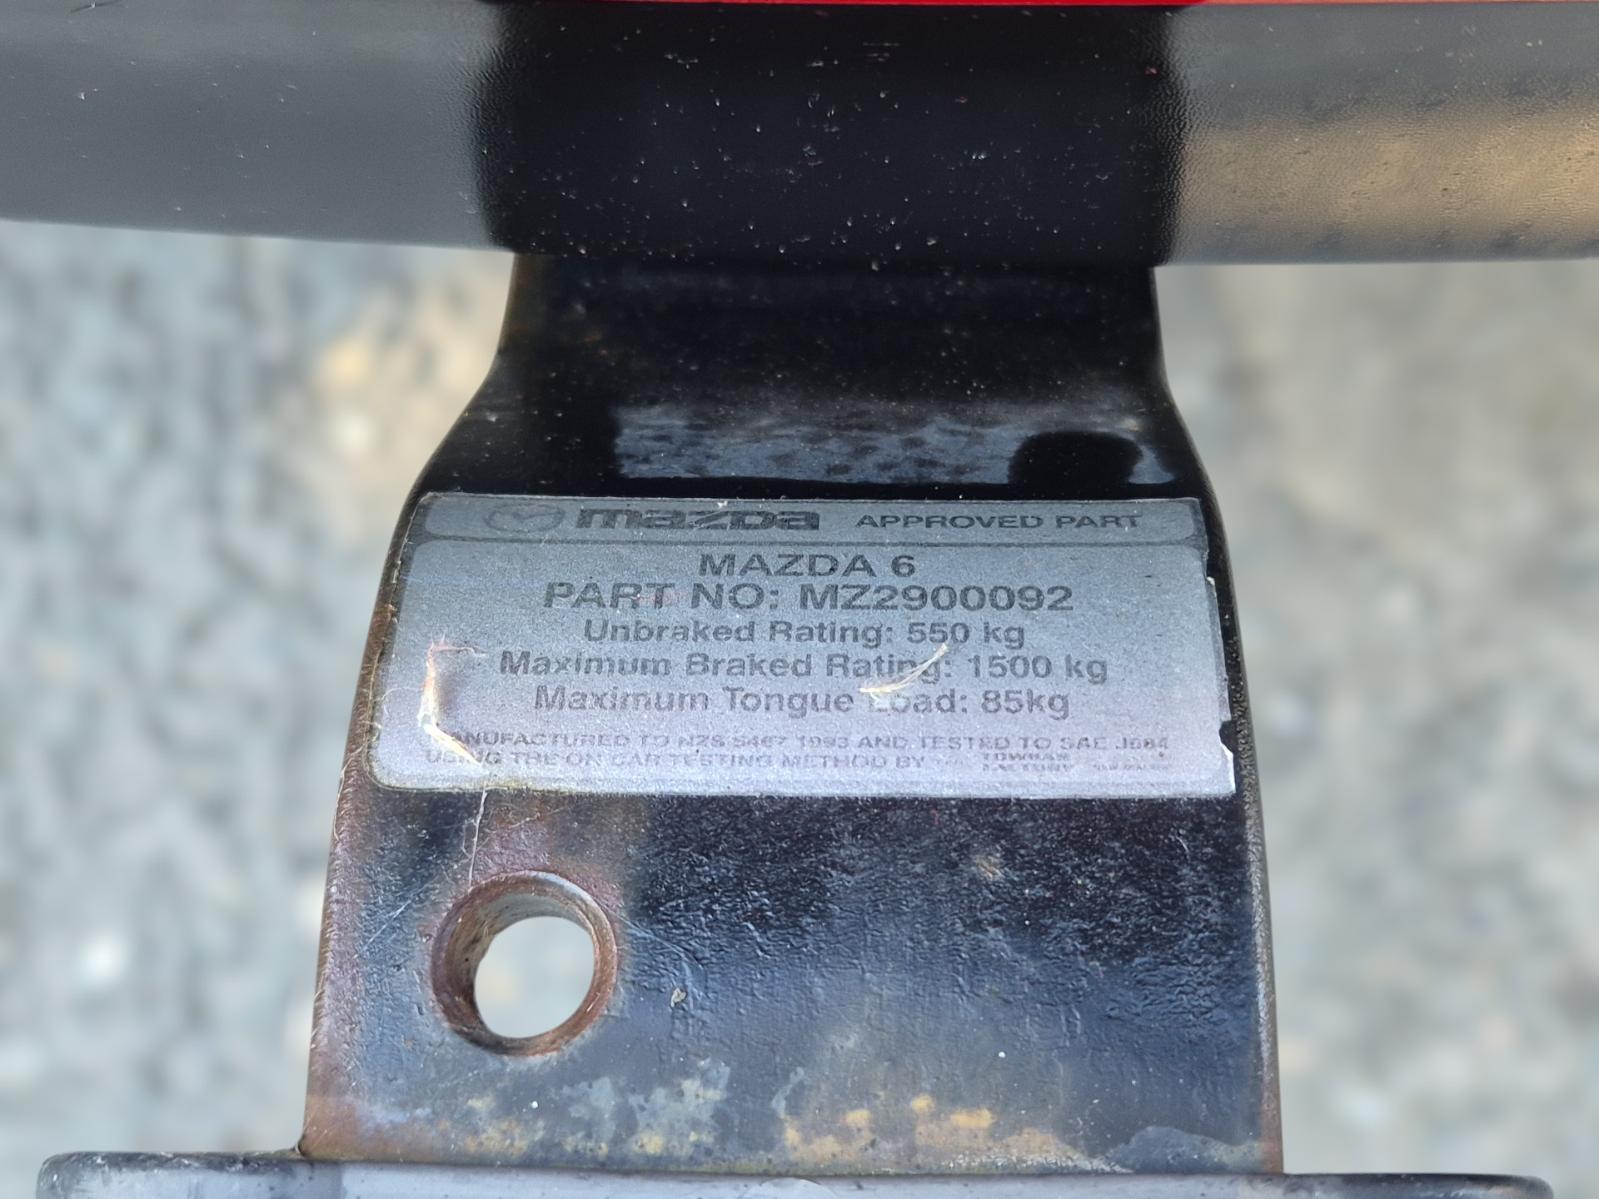 mazda APPROVED PART
MAZDA 6
PART NO: MZ2900092
Unbraked Rating: 550 kg
Maximum Braked Rating: 1500 kg
Maximum Tongue Load: 85kg
MANUFACTURED TO NZS 5467 1993 AND TESTED TO SAE J684
USING THE ON CAR TESTING METHOD BY TOWBAR
FACTORY